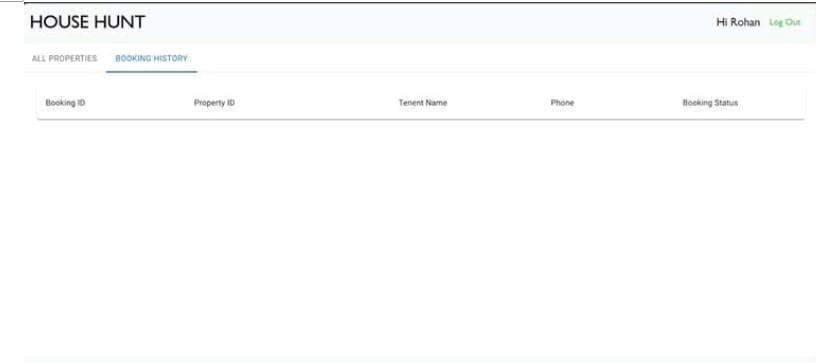 HOUSE HUNT Hi Rohan Log Out
ALL PROPERTIES BOOKING HISTORY
Booking ID Property ID Tenent Name Phone Booking Status